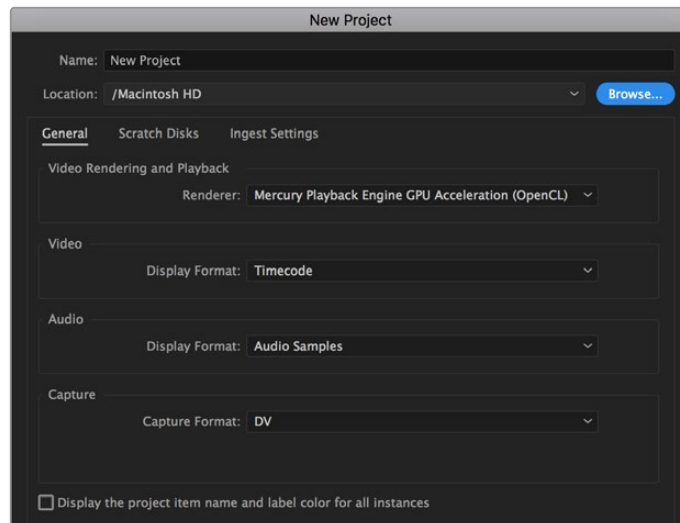 New Project
Name: New Project
Location: /Macintosh HD Browse...
General Scratch Disks Ingest Settings
Video Rendering and Playback
Renderer: Mercury Playback Engine GPU Acceleration (OpenCL)
Video
Display Format: Timecode
Audio
Display Format: Audio Samples
Capture
Capture Format: DV
Display the project item name and label color for all instances